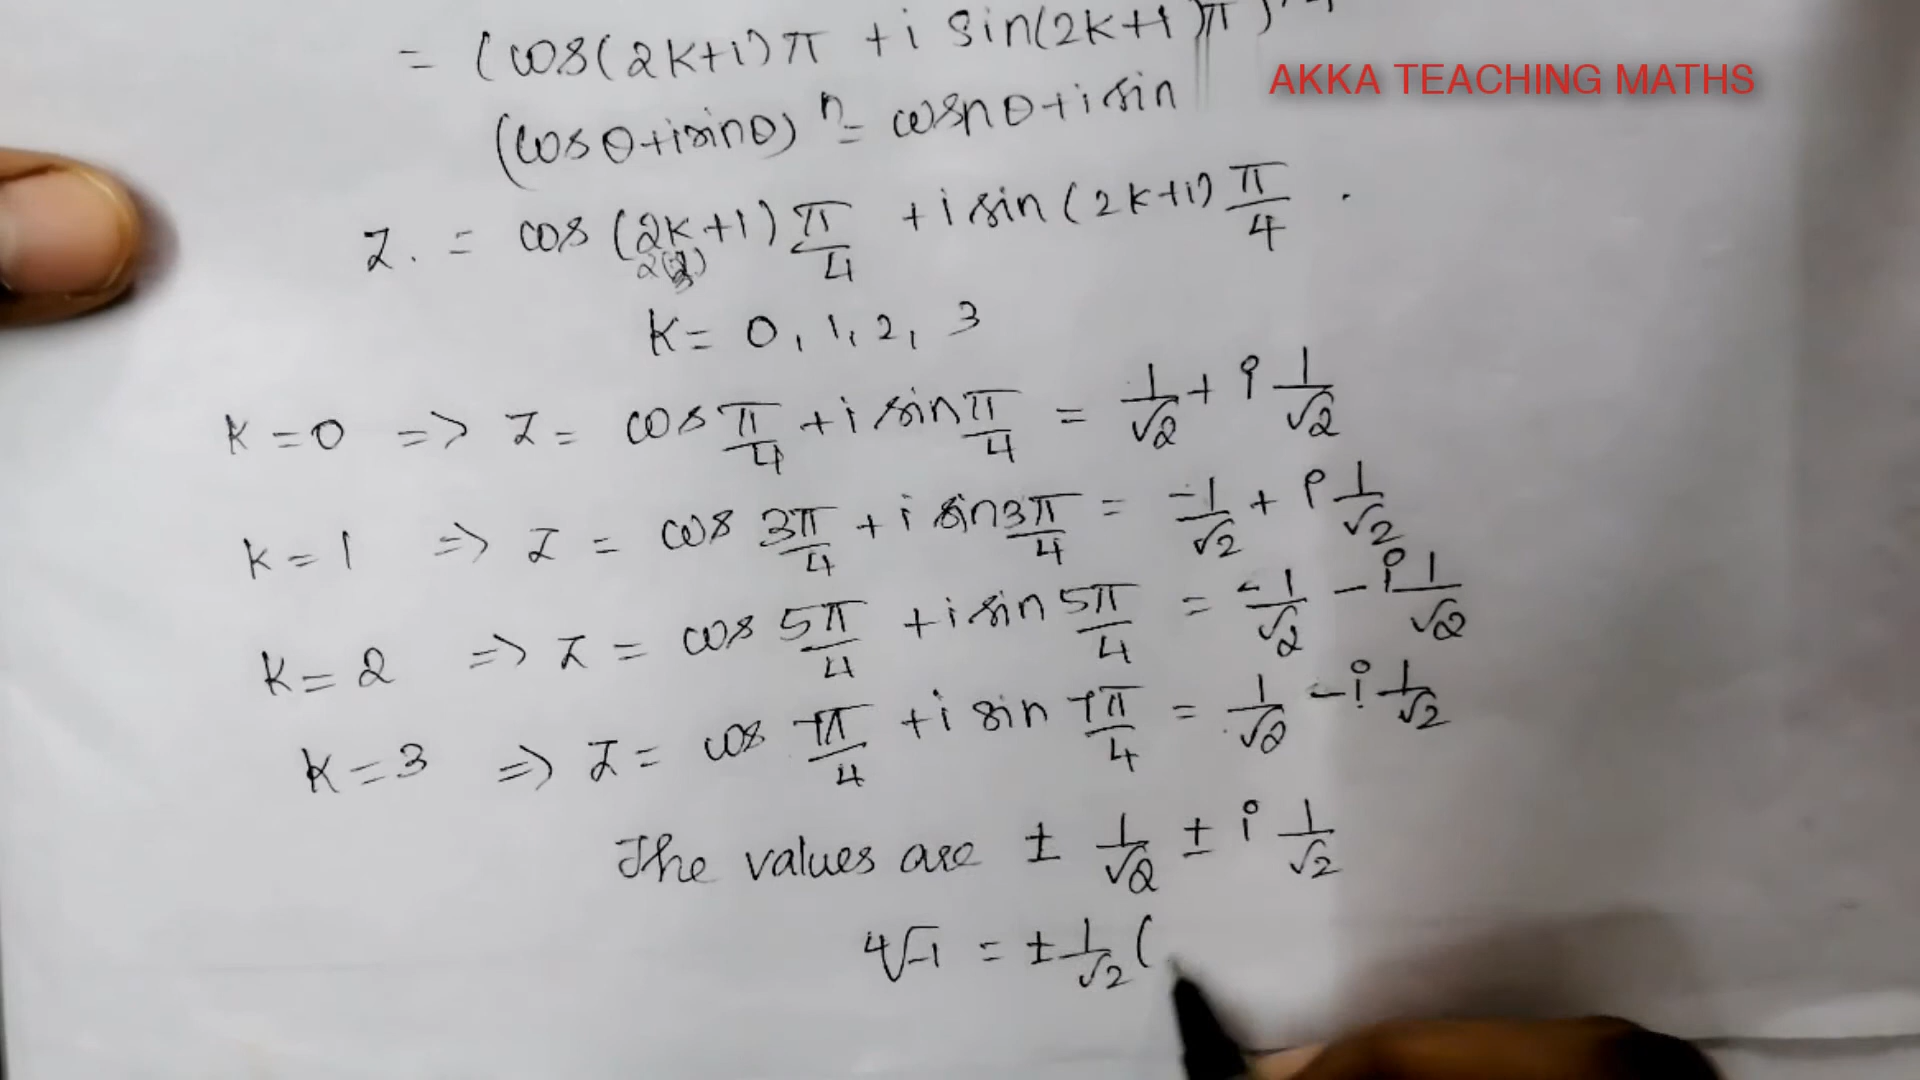 = (cos(2k+1)π + i sin(2k+1)π)
AKKA TEACHING MATHS
(cosθ+isinθ)ⁿ = cosnθ+i sin
Z. = cos (2k+1) π/4 + i sin (2k+1) π/4 .
K = 0, 1, 2, 3
K = 0 => Z = cos π/4 + i sin π/4 = 1/√2 + i 1/√2
K = 1 => Z = cos 3π/4 + i sin 3π/4 = -1/√2 + i 1/√2
K = 2 => Z = cos 5π/4 + i sin 5π/4 = -1/√2 - i 1/√2
K = 3 => Z = cos 7π/4 + i sin 7π/4 = 1/√2 - i 1/√2
The values are ± 1/√2 ± i 1/√2
⁴√-1 = ± 1/√2 (